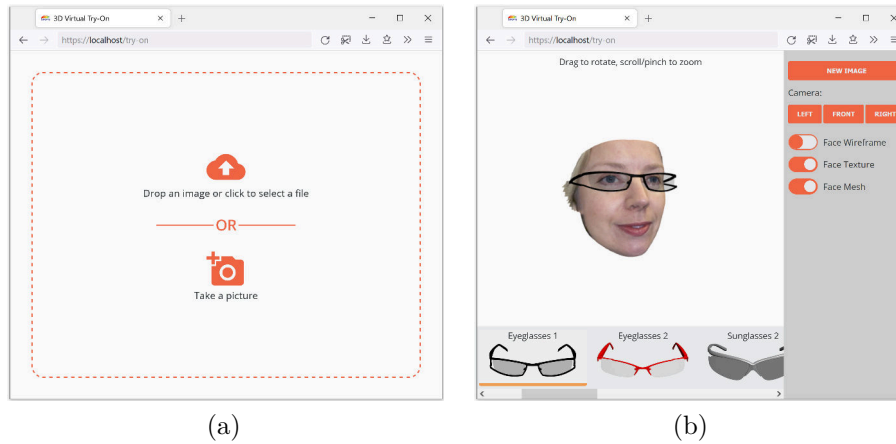 3D Virtual Try-On
https://localhost/try-on
Drop an image or click to select a file
OR
Take a picture
(a)
3D Virtual Try-On
https://localhost/try-on
Drag to rotate, scroll/pinch to zoom
NEW IMAGE
Camera:
LEFT FRONT RIGHT
Face Wireframe
Face Texture
Face Mesh
Eyeglasses 1 Eyeglasses 2 Sunglasses 2
(b)